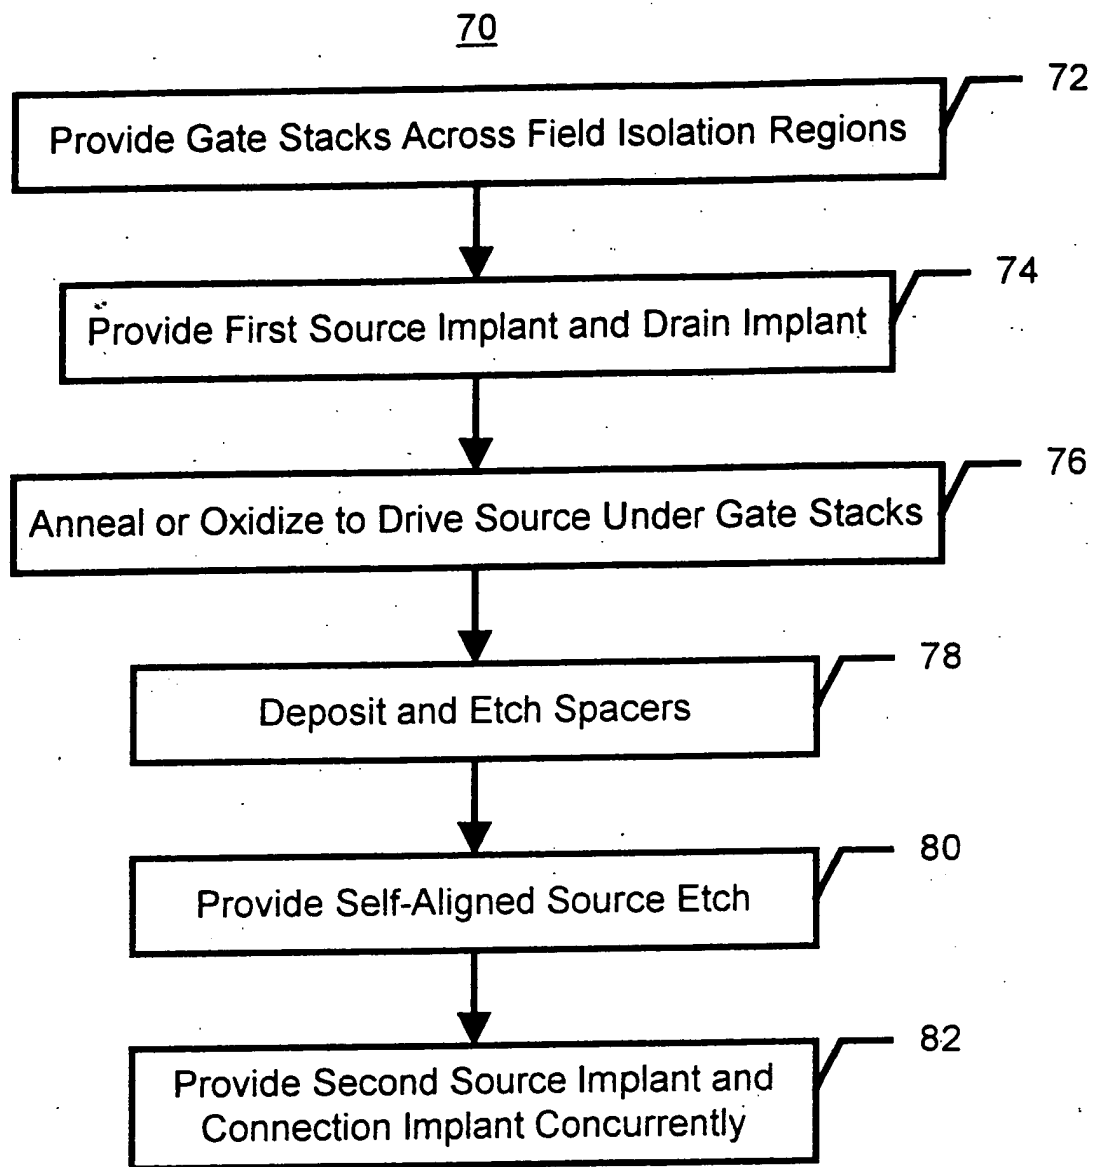 70
72
Provide Gate Stacks Across Field Isolation Regions
74
Provide First Source Implant and Drain Implant
76
Anneal or Oxidize to Drive Source Under Gate Stacks
78
Deposit and Etch Spacers
80
Provide Self-Aligned Source Etch
82
Provide Second Source Implant and
Connection Implant Concurrently